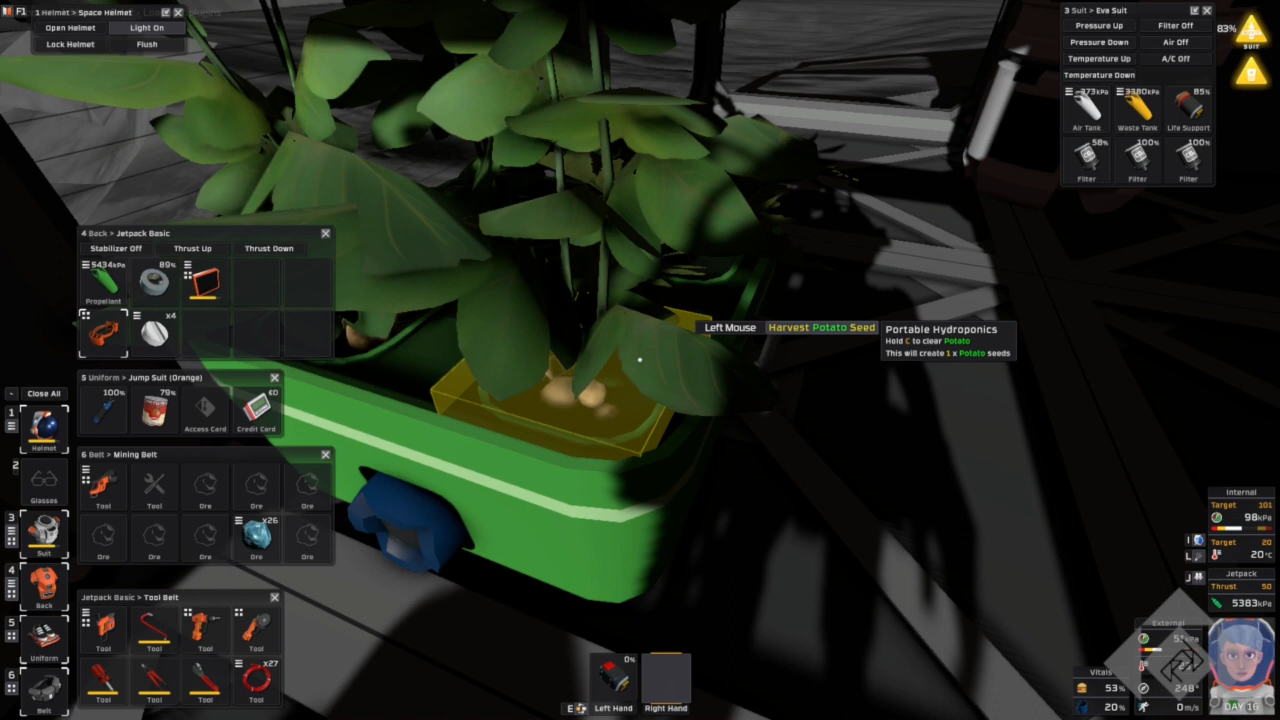 F1
1 Helmet > Space Helmet
Open Helmet
Light On
Lock Helmet
Flush
3 Suit > Eva Suit
Pressure Up
Filter Off
Pressure Down
Air Off
Temperature Up
A/C Off
Temperature Down
373kPa
3380kPa
85%
Air Tank
Waste Tank
Life Support
58%
100%
100%
Filter
Filter
Filter
83%
SUIT
4 Back > Jetpack Basic
Stabilizer Off
Thrust Up
Thrust Down
5434kPa
89%
Propellant
x4
Left Mouse
Harvest Potato Seed
Portable Hydroponics
Hold C to clear Potato
This will create 1 x Potato seeds
5 Uniform > Jump Suit (Orange)
100%
79%
€0
Access Card
Credit Card
Close All
1
Helmet
2
Glasses
3
Suit
4
Back
5
Uniform
6
Belt
6 Belt > Mining Belt
Tool
Tool
Ore
Ore
Ore
x26
Ore
Ore
Ore
Ore
Ore
Jetpack Basic > Tool Belt
Tool
Tool
Tool
Tool
x27
Tool
Tool
Tool
Tool
0%
E
Left Hand
Right Hand
Internal
Target 101
98kPa
Target 20
20°C
I
L
J
Jetpack
Thrust 50
5383kPa
External
248°
0m/s
Vitals
53%
20%
DAY 16